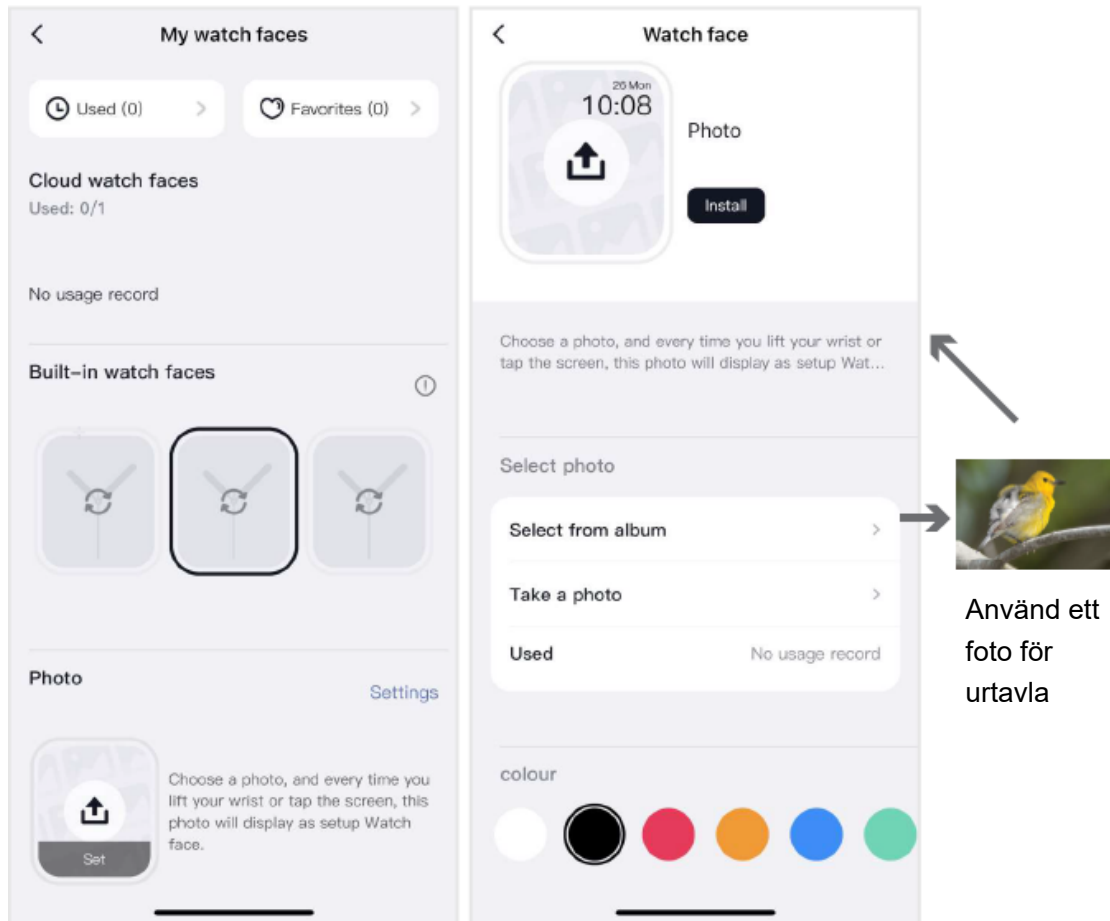 My watch faces
Used (0)
Favorites (0)
Cloud watch faces
Used: 0/1
No usage record
Built-in watch faces
Photo
Settings
Choose a photo, and every time you
lift your wrist or tap the screen, this
photo will display as setup Watch
face.
Set
Watch face
26 Mon
10:08
Photo
Install
Choose a photo, and every time you lift your wrist or
tap the screen, this photo will display as setup Wat...
Select photo
Select from album
Take a photo
Used
No usage record
colour
Använd ett
foto för
urtavla